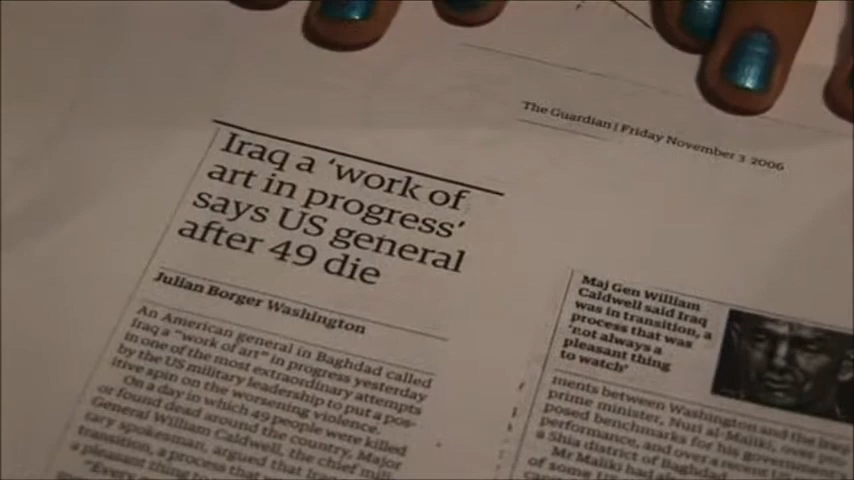 The Guardian | Friday November 3 2006
Iraq a ‘work of
art in progress’
says US general
after 49 die
Julian Borger Washington
An American general in Baghdad called
Iraq a “work of art” in progress yesterday
in one of the most extraordinary attempts
by the US military leadership to put a pos-
itive spin on the worsening violence.
On a day in which 49 people were killed
or found dead around the country, Major
General William Caldwell, the chief mili-
tary spokesman, argued that Iraq
transition, a process that was
a pleasant thing to
“Every
Maj Gen William
Caldwell said Iraq
was in transition, a
process that was
‘not always a
pleasant thing
to watch’
ments between Washington and the Iraqi
prime minister, Nuri al-Maliki, over
posed benchmarks for his government's
performance, and over a recent US
a Shia district of Baghdad.
Mr Maliki had
of some US